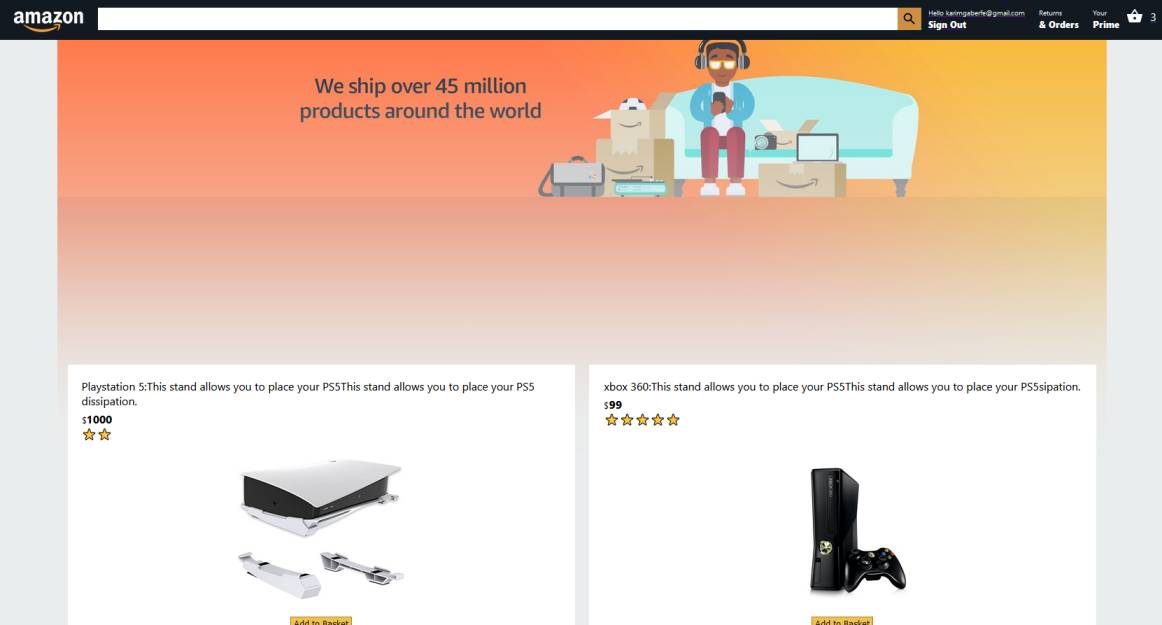 amazon
Hello karimgaberfe@gmail.com
Sign Out
Returns
& Orders
Your
Prime
3
We ship over 45 million
products around the world
Playstation 5:This stand allows you to place your PS5This stand allows you to place your PS5
dissipation.
$1000
xbox 360:This stand allows you to place your PS5This stand allows you to place your PS5sipation.
$99
Add to Basket
Add to Basket